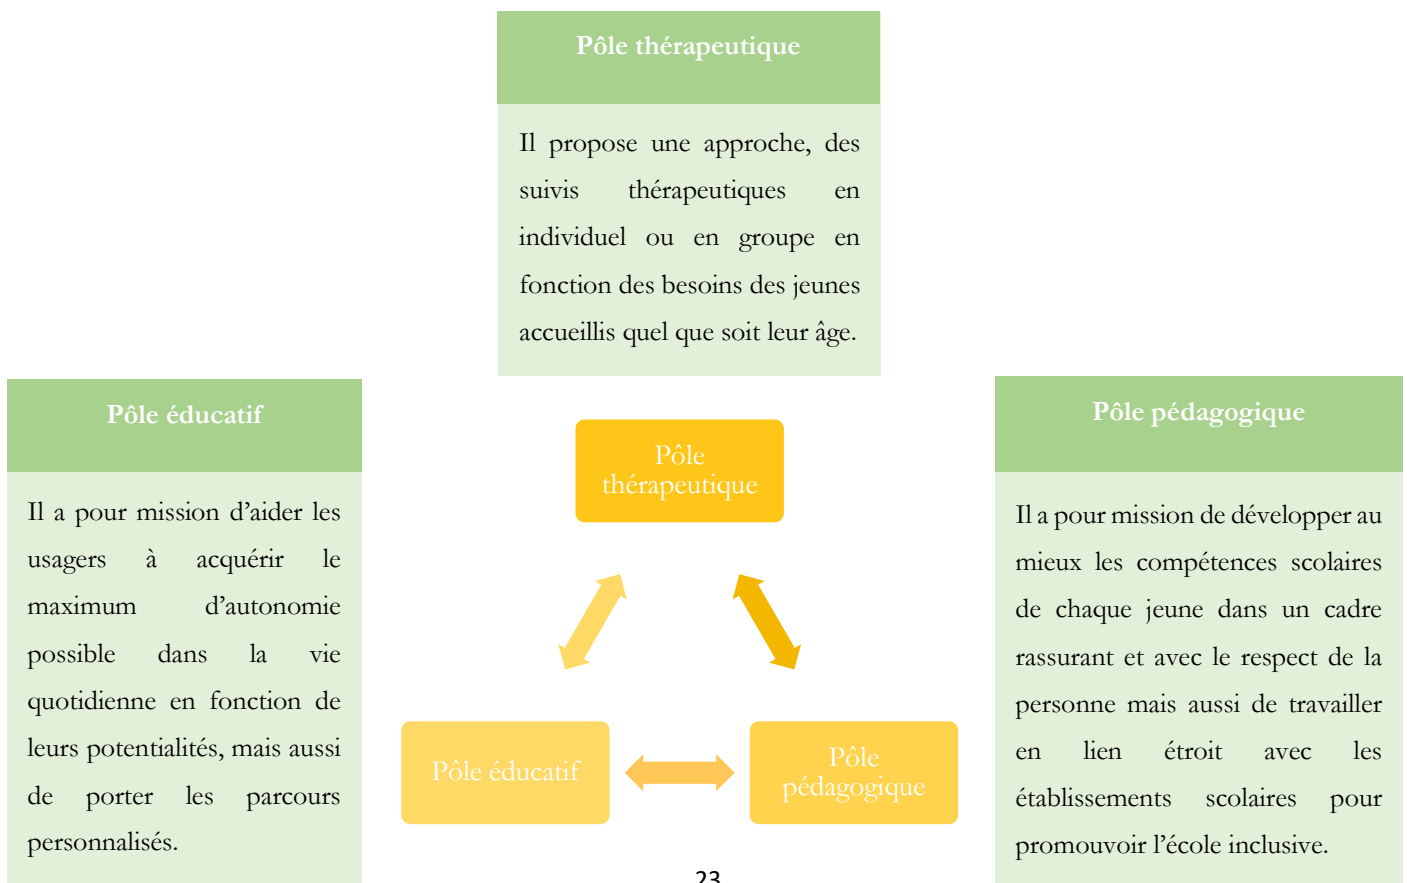 Pôle thérapeutique
Il propose une approche, des
suivis thérapeutiques en
individuel ou en groupe en
fonction des besoins des jeunes
accueillis quel que soit leur âge.
Pôle éducatif
Il a pour mission d’aider les
usagers à acquérir le
maximum d’autonomie
possible dans la vie
quotidienne en fonction de
leurs potentialités, mais aussi
de porter les parcours
personnalisés.
Pôle
thérapeutique
Pôle éducatif
Pôle
pédagogique
Pôle pédagogique
Il a pour mission de développer au
mieux les compétences scolaires
de chaque jeune dans un cadre
rassurant et avec le respect de la
personne mais aussi de travailler
en lien étroit avec les
établissements scolaires pour
promouvoir l’école inclusive.
23